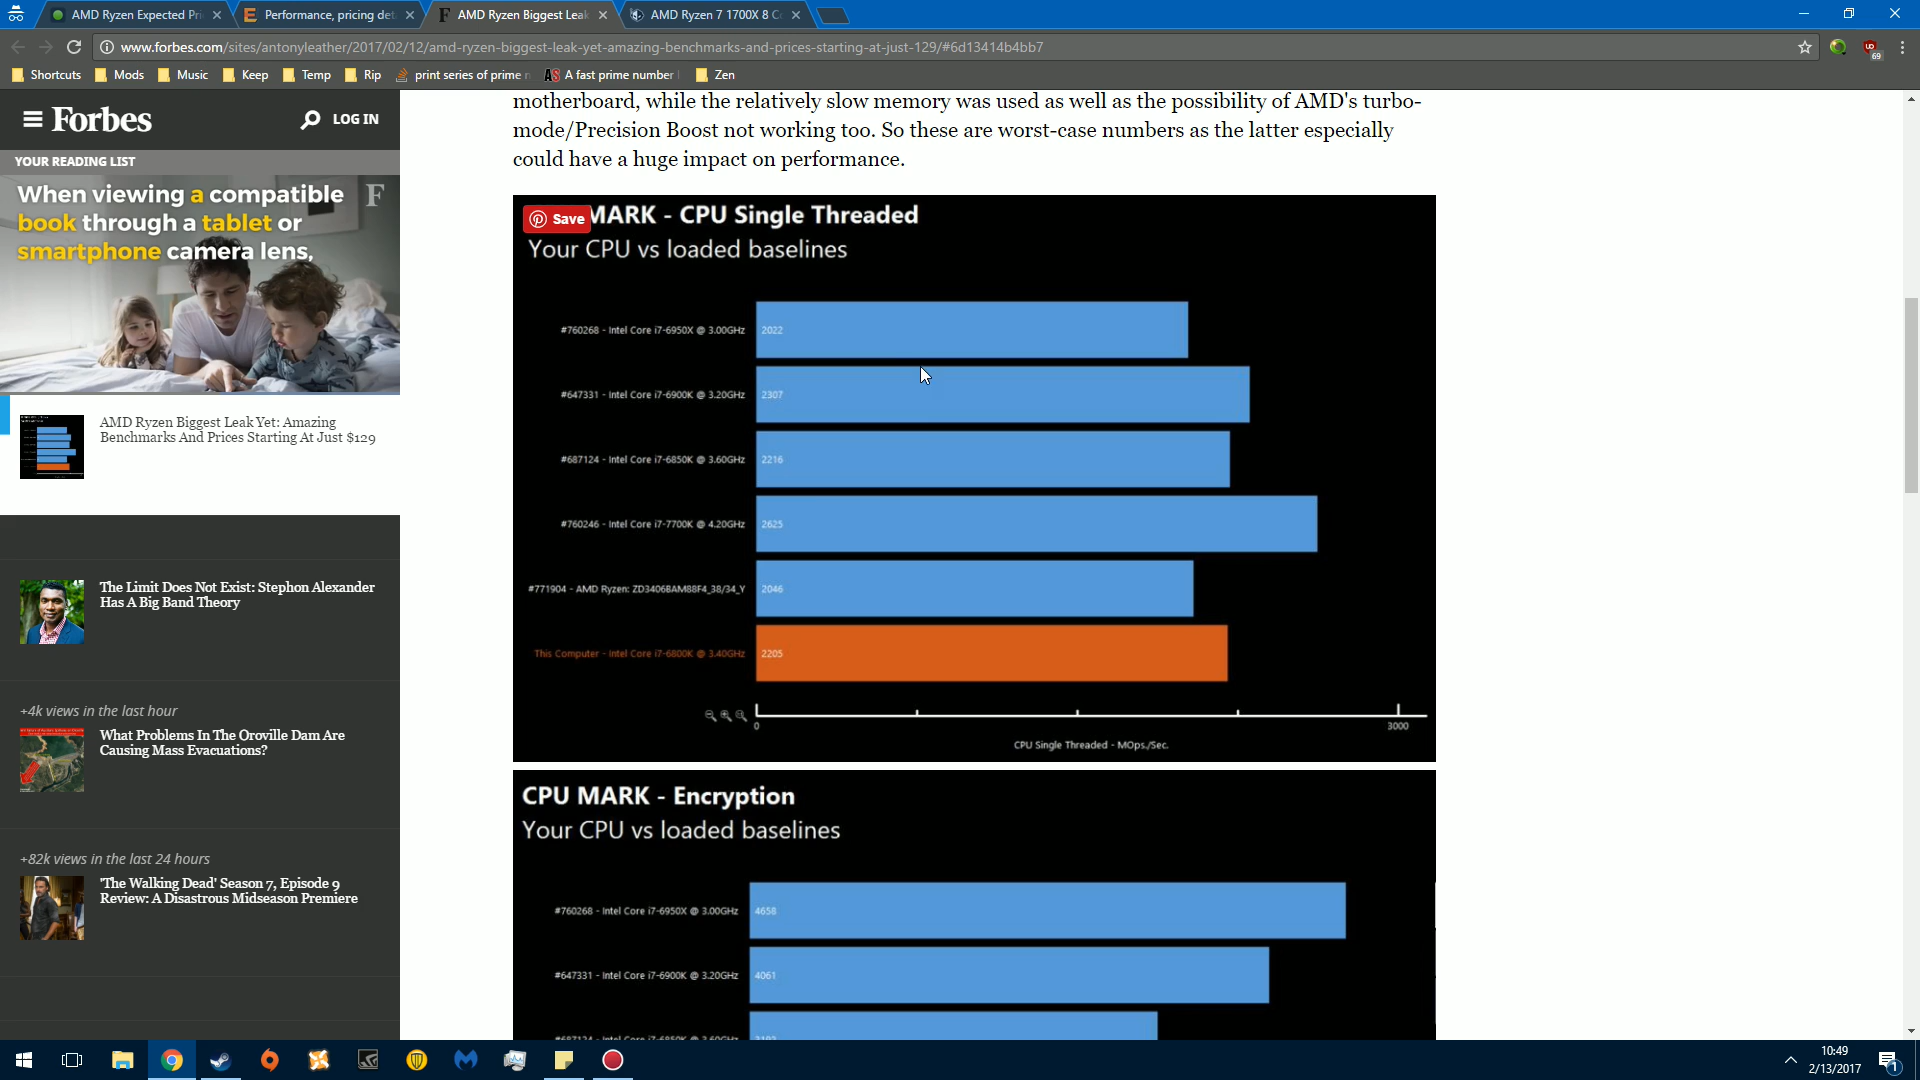 AMD Ryzen Expected Pri
Performance, pricing det
AMD Ryzen Biggest Leak
AMD Ryzen 7 1700X 8 C
www.forbes.com/sites/antonyleather/2017/02/12/amd-ryzen-biggest-leak-yet-amazing-benchmarks-and-prices-starting-at-just-129/#6d13414b4bb7
69
Shortcuts Mods Music Keep Temp Rip print series of prime n A fast prime number Zen
Forbes
LOG IN
YOUR READING LIST
When viewing a compatible
book through a tablet or
smartphone camera lens,
F
AMD Ryzen Biggest Leak Yet: Amazing
Benchmarks And Prices Starting At Just $129
The Limit Does Not Exist: Stephon Alexander
Has A Big Band Theory
+4k views in the last hour
What Problems In The Oroville Dam Are
Causing Mass Evacuations?
+82k views in the last 24 hours
'The Walking Dead' Season 7, Episode 9
Review: A Disastrous Midseason Premiere
motherboard, while the relatively slow memory was used as well as the possibility of AMD's turbo-
mode/Precision Boost not working too. So these are worst-case numbers as the latter especially
could have a huge impact on performance.
Save
MARK - CPU Single Threaded
Your CPU vs loaded baselines
#760268 - Intel Core i7-6950X @ 3.00GHz 2022
#647331 - Intel Core i7-6900K @ 3.20GHz 2307
#687124 - Intel Core i7-6850K @ 3.60GHz 2216
#760246 - Intel Core i7-7700K @ 4.20GHz 2625
#771904 - AMD Ryzen: ZD3406BAM88F4_38/34_Y 2046
This Computer - Intel Core i7-6800K @ 3.40GHz 2205
0 3000
CPU Single Threaded - MOps./Sec.
CPU MARK - Encryption
Your CPU vs loaded baselines
#760268 - Intel Core i7-6950X @ 3.00GHz 4658
#647331 - Intel Core i7-6900K @ 3.20GHz 4061
#687124 - Intel Core i7-6850K @ 3.60GHz
10:49
2/13/2017
1